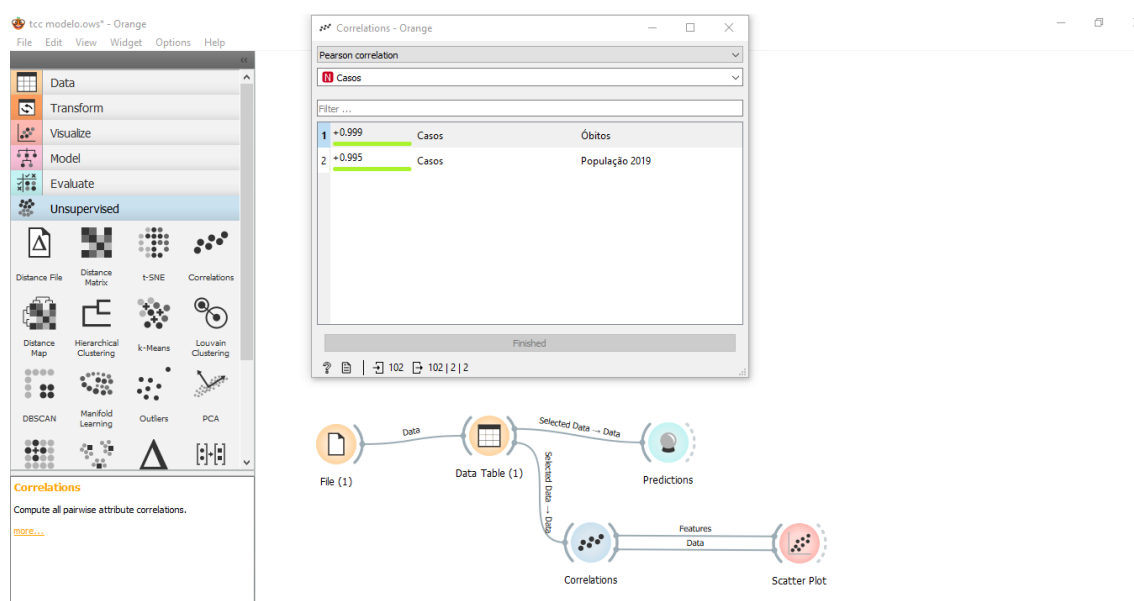 tcc modelo.ows* - Orange
File Edit View Widget Options Help
Data
Transform
Visualize
Model
Evaluate
Unsupervised
Distance File
Distance Matrix
t-SNE
Correlations
Distance Map
Hierarchical Clustering
k-Means
Louvain Clustering
DBSCAN
Manifold Learning
Outliers
PCA
Correlations
Compute all pairwise attribute correlations.
more...
Correlations - Orange
Pearson correlation
N Casos
Filter ...
1 +0.999 Casos Óbitos
2 +0.995 Casos População 2019
Finished
? 102 102 | 2 | 2
File (1)
Data
Data Table (1)
Selected Data → Data
Predictions
Selected Data → Data
Correlations
Features
Data
Scatter Plot